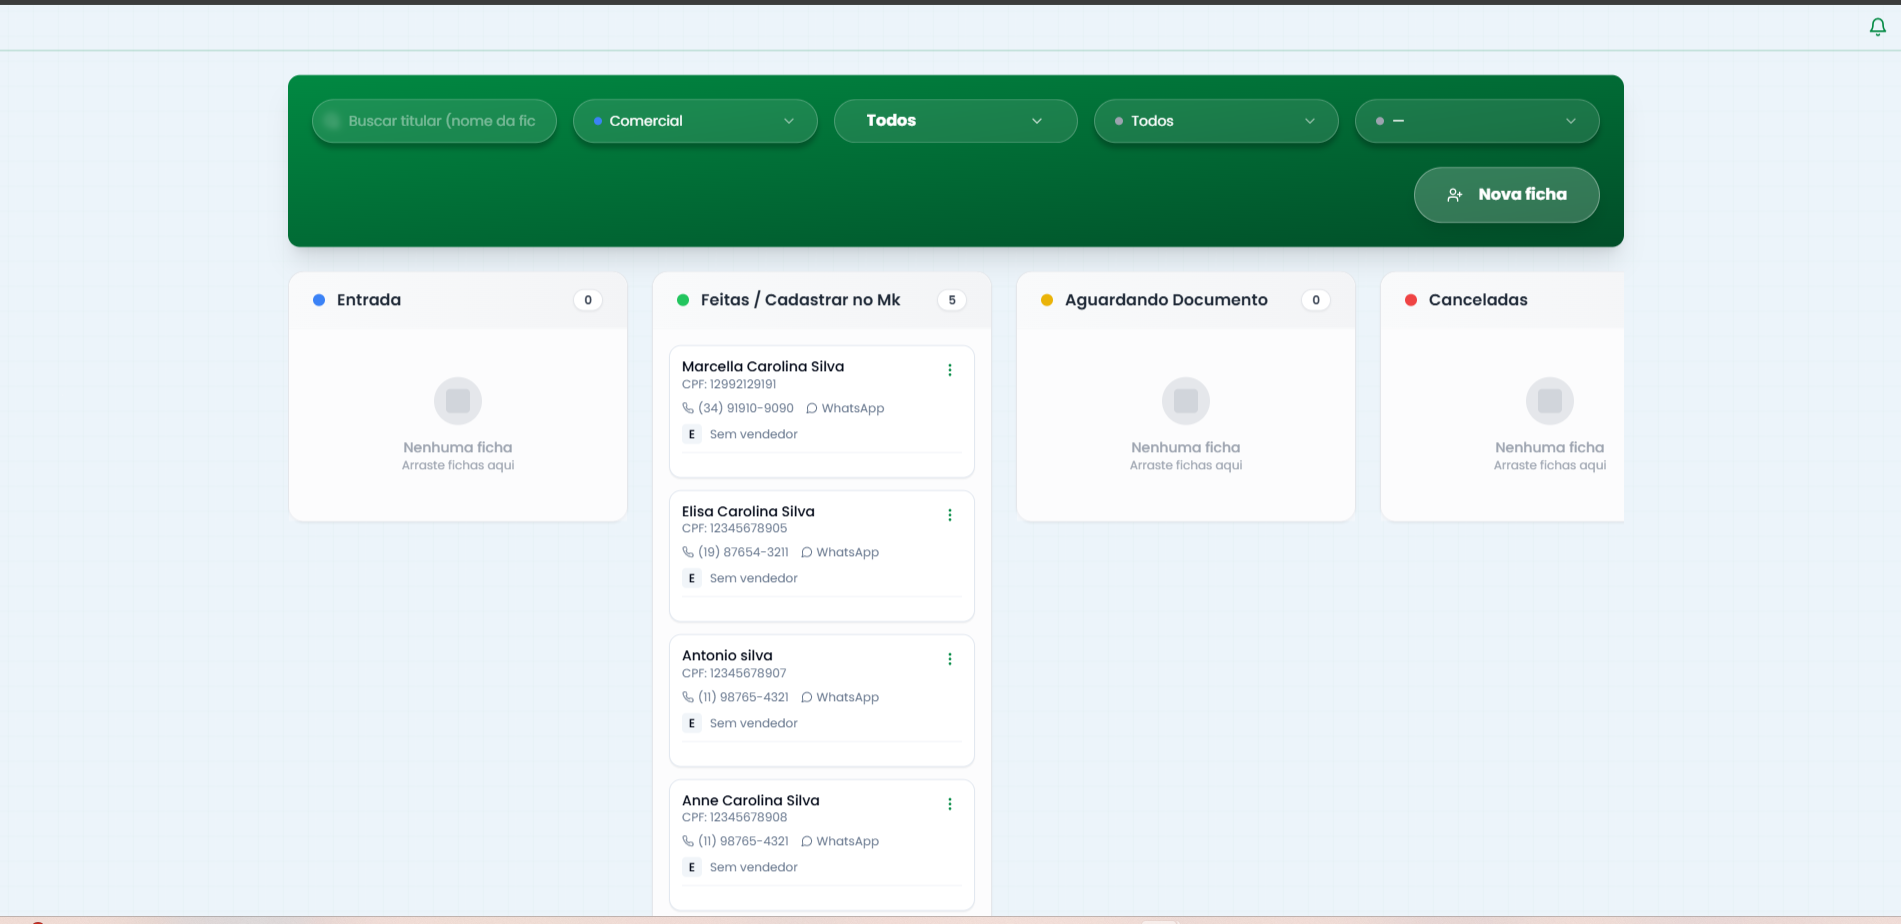 Buscar titular (nome da fic
Comercial
Todos
Todos
—
Nova ficha
Entrada
0
Nenhuma ficha
Arraste fichas aqui
Feitas / Cadastrar no Mk
5
Marcella Carolina Silva
CPF: 12992129191
(34) 91910-9090 WhatsApp
E Sem vendedor
Elisa Carolina Silva
CPF: 12345678905
(19) 87654-3211 WhatsApp
E Sem vendedor
Antonio silva
CPF: 12345678907
(11) 98765-4321 WhatsApp
E Sem vendedor
Anne Carolina Silva
CPF: 12345678908
(11) 98765-4321 WhatsApp
E Sem vendedor
Aguardando Documento
0
Nenhuma ficha
Arraste fichas aqui
Canceladas
Nenhuma ficha
Arraste fichas aqui